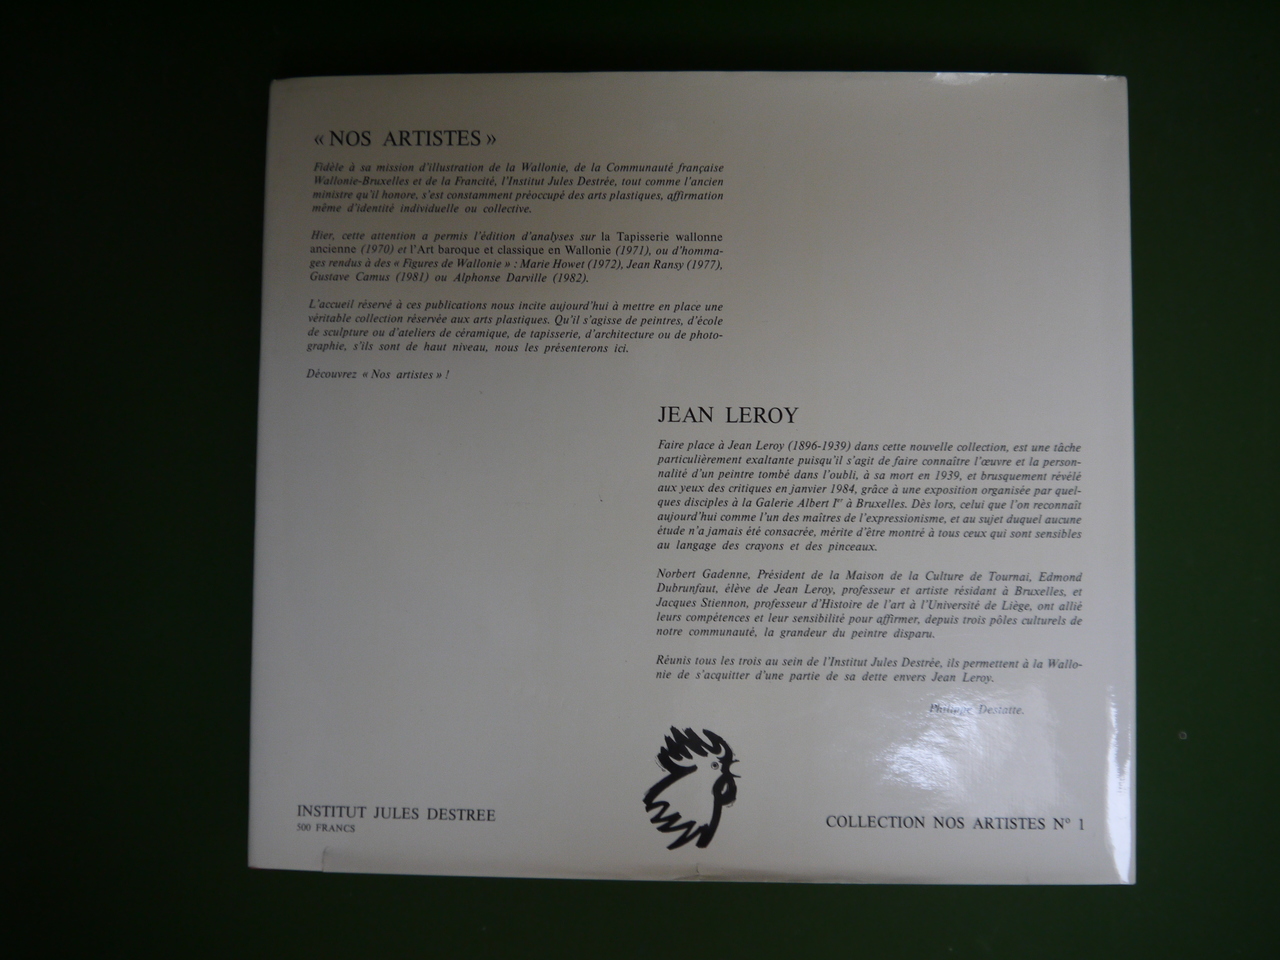 « NOS ARTISTES »
Fidèle à sa mission d'illustration de la Wallonie, de la Communauté française
Wallonie-Bruxelles et de la Francité, l'Institut Jules Destrée, tout comme l'ancien
ministre qu'il honore, s'est constamment préoccupé des arts plastiques, affirmation
même d'identité individuelle ou collective.
Hier, cette attention a permis l'édition d'analyses sur la Tapisserie wallonne
ancienne (1970) et l'Art baroque et classique en Wallonie (1971), ou d'homma-
ges rendus à des « Figures de Wallonie » : Marie Howet (1972), Jean Ransy (1977),
Gustave Camus (1981) ou Alphonse Darville (1982).
L'accueil réservé à ces publications nous incite aujourd'hui à mettre en place une
véritable collection réservée aux arts plastiques. Qu'il s'agisse de peintres, d'école
de sculpture ou d'ateliers de céramique, de tapisserie, d'architecture ou de photo-
graphie, s'ils sont de haut niveau, nous les présenterons ici.
Découvrez « Nos artistes » !
JEAN LEROY
Faire place à Jean Leroy (1896-1939) dans cette nouvelle collection, est une tâche
particulièrement exaltante puisqu'il s'agit de faire connaître l'œuvre et la person-
nalité d'un peintre tombé dans l'oubli, à sa mort en 1939, et brusquement révélé
aux yeux des critiques en janvier 1984, grâce à une exposition organisée par quel-
ques disciples à la Galerie Albert Ier à Bruxelles. Dès lors, celui que l'on reconnaît
aujourd'hui comme l'un des maîtres de l'expressionisme, et au sujet duquel aucune
étude n'a jamais été consacrée, mérite d'être montré à tous ceux qui sont sensibles
au langage des crayons et des pinceaux.
Norbert Gadenne, Président de la Maison de la Culture de Tournai, Edmond
Dubrunfaut, élève de Jean Leroy, professeur et artiste résidant à Bruxelles, et
Jacques Stiennon, professeur d'Histoire de l'art à l'Université de Liège, ont allié
leurs compétences et leur sensibilité pour affirmer, depuis trois pôles culturels de
notre communauté, la grandeur du peintre disparu.
Réunis tous les trois au sein de l'Institut Jules Destrée, ils permettent à la Wallo-
nie de s'acquitter d'une partie de sa dette envers Jean Leroy.
Philippe Destatte.
INSTITUT JULES DESTREE
500 FRANCS
COLLECTION NOS ARTISTES N° 1